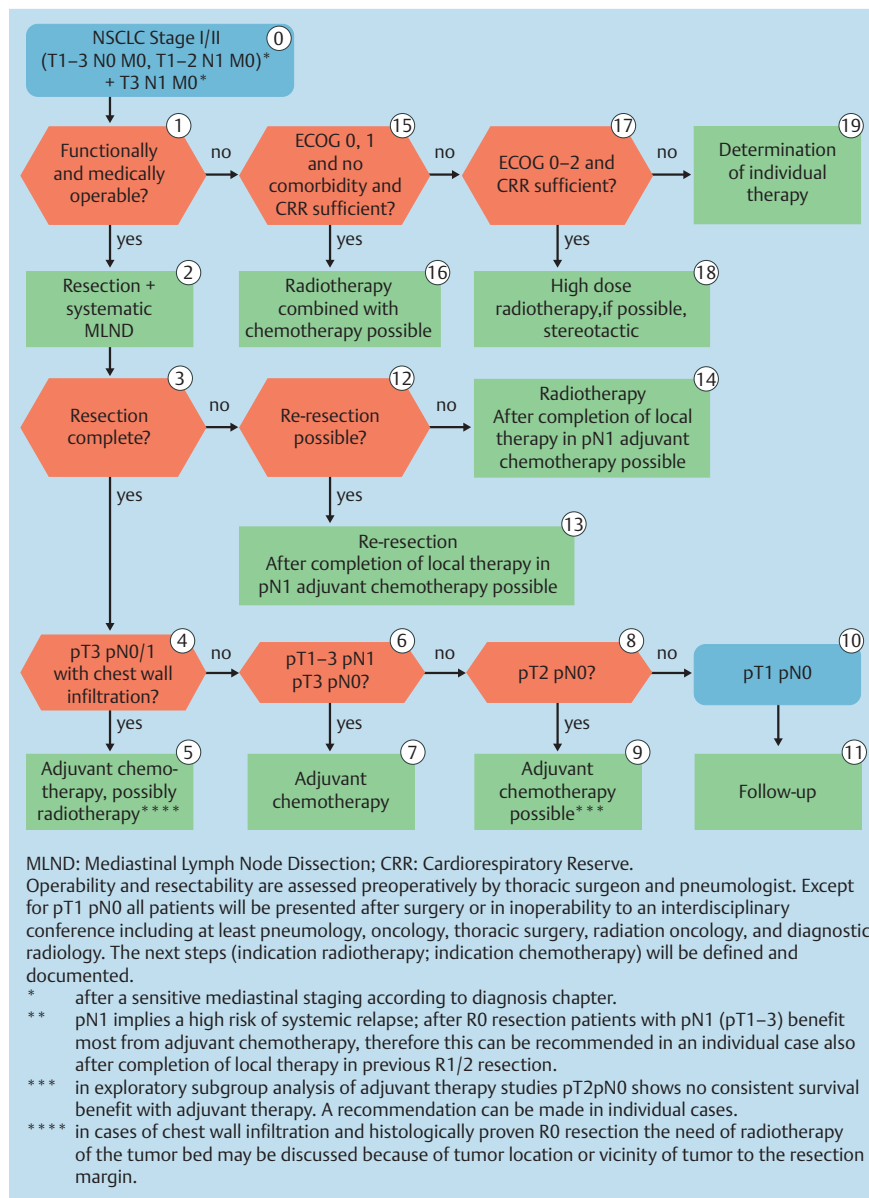 NSCLC Stage I/II
(T1–3 N0 M0, T1–2 N1 M0)*
+ T3 N1 M0*
0
Functionally
and medically
operable?
1
no
ECOG 0, 1
and no
comorbidity and
CRR sufficient?
15
no
ECOG 0–2 and
CRR sufficient?
17
no
Determination
of individual
therapy
19
yes
yes
yes
Resection +
systematic
MLND
2
Radiotherapy
combined with
chemotherapy possible
16
High dose
radiotherapy,if possible,
stereotactic
18
Resection
complete?
3
no
Re-resection
possible?
12
no
Radiotherapy
After completion of local
therapy in pN1 adjuvant
chemotherapy possible
14
yes
yes
Re-resection
After completion of local therapy in
pN1 adjuvant chemotherapy possible
13
pT3 pN0/1
with chest wall
infiltration?
4
no
pT1–3 pN1
pT3 pN0?
6
no
pT2 pN0?
8
no
pT1 pN0
10
yes
yes
yes
Adjuvant chemo-
therapy, possibly
radiotherapy****
5
Adjuvant
chemotherapy
7
Adjuvant
chemotherapy
possible***
9
Follow-up
11
MLND: Mediastinal Lymph Node Dissection; CRR: Cardiorespiratory Reserve.
Operability and resectability are assessed preoperatively by thoracic surgeon and pneumologist. Except
for pT1 pN0 all patients will be presented after surgery or in inoperability to an interdisciplinary
conference including at least pneumology, oncology, thoracic surgery, radiation oncology, and diagnostic
radiology. The next steps (indication radiotherapy; indication chemotherapy) will be defined and
documented.
* after a sensitive mediastinal staging according to diagnosis chapter.
** pN1 implies a high risk of systemic relapse; after R0 resection patients with pN1 (pT1–3) benefit
most from adjuvant chemotherapy, therefore this can be recommended in an individual case also
after completion of local therapy in previous R1/2 resection.
*** in exploratory subgroup analysis of adjuvant therapy studies pT2pN0 shows no consistent survival
benefit with adjuvant therapy. A recommendation can be made in individual cases.
**** in cases of chest wall infiltration and histologically proven R0 resection the need of radiotherapy
of the tumor bed may be discussed because of tumor location or vicinity of tumor to the resection
margin.